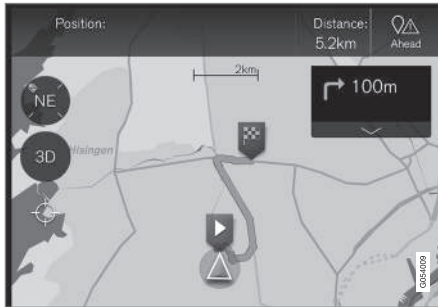 Position:
Distance:
5.2km
Ahead
2km
100m
NE
3D
Hisingen
G054009